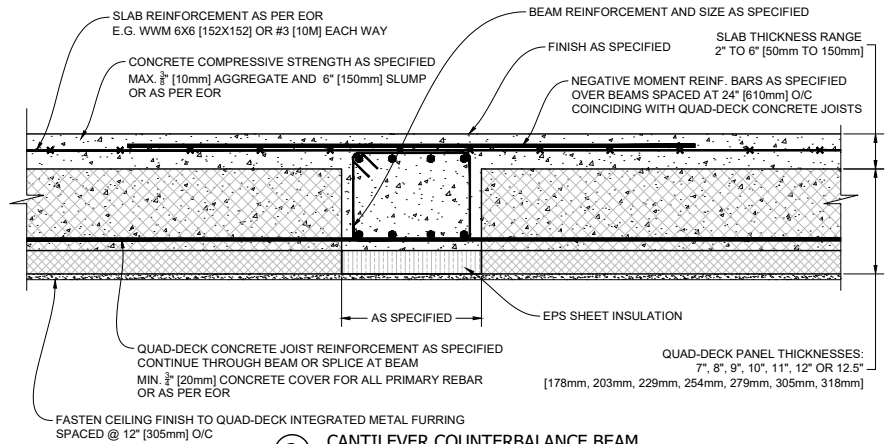 SLAB REINFORCEMENT AS PER EOR
E.G. WWM 6X6 [152X152] OR #3 [10M] EACH WAY
BEAM REINFORCEMENT AND SIZE AS SPECIFIED
FINISH AS SPECIFIED
SLAB THICKNESS RANGE
2" TO 6" [50mm TO 150mm]
CONCRETE COMPRESSIVE STRENGTH AS SPECIFIED
MAX. 3/8" [10mm] AGGREGATE AND 6" [150mm] SLUMP
OR AS PER EOR
NEGATIVE MOMENT REINF. BARS AS SPECIFIED
OVER BEAMS SPACED AT 24" [610mm] O/C
COINCIDING WITH QUAD-DECK CONCRETE JOISTS
AS SPECIFIED
EPS SHEET INSULATION
QUAD-DECK CONCRETE JOIST REINFORCEMENT AS SPECIFIED
CONTINUE THROUGH BEAM OR SPLICE AT BEAM
MIN. 3/4" [20mm] CONCRETE COVER FOR ALL PRIMARY REBAR
OR AS PER EOR
QUAD-DECK PANEL THICKNESSES:
7", 8", 9", 10", 11", 12" OR 12.5"
[178mm, 203mm, 229mm, 254mm, 279mm, 305mm, 318mm]
FASTEN CEILING FINISH TO QUAD-DECK INTEGRATED METAL FURRING
SPACED @ 12" [305mm] O/C
CANTILEVER COUNTERBALANCE BEAM